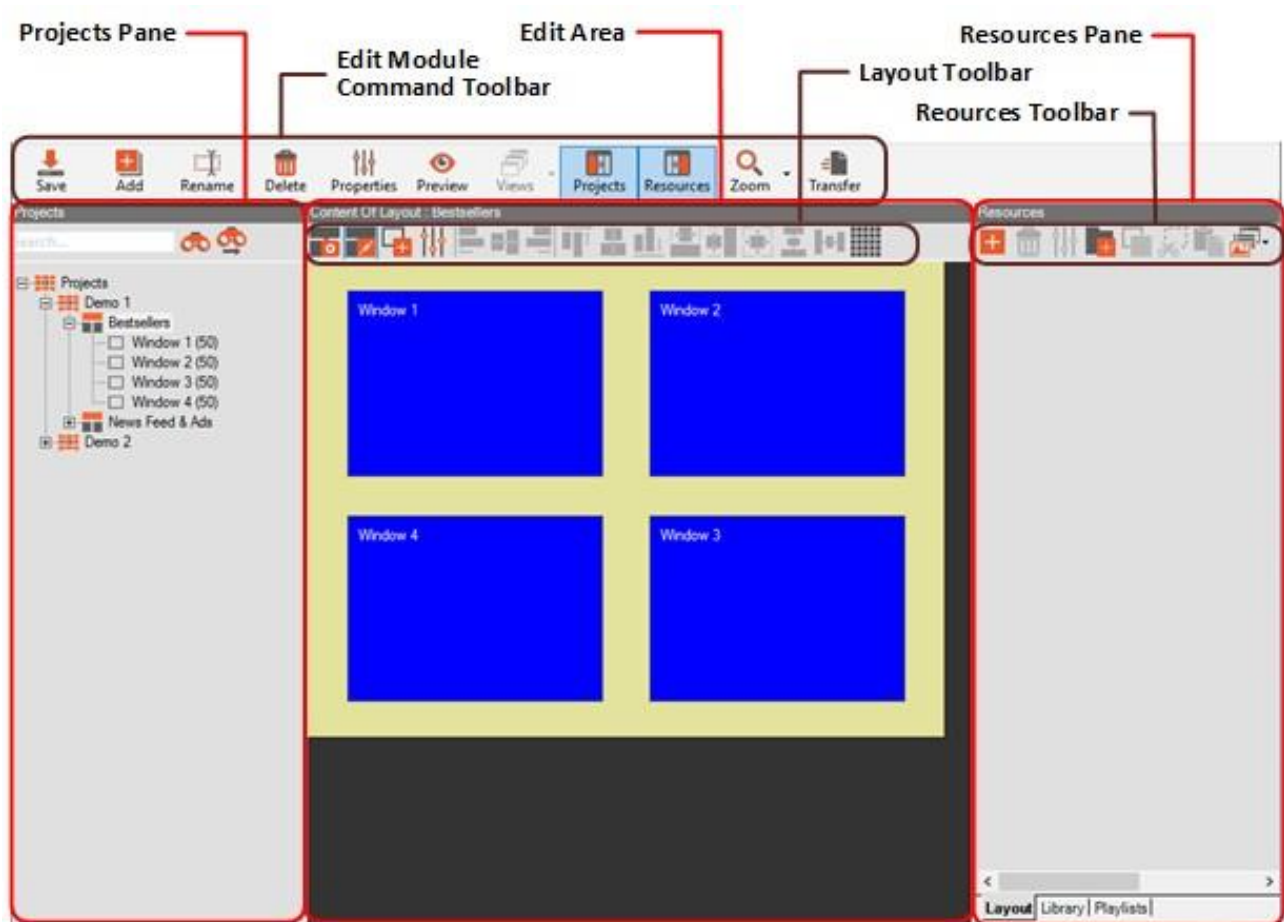 Projects Pane
Edit Area
Resources Pane
Edit Module
Command Toolbar
Layout Toolbar
Reources Toolbar
Save Add Rename Delete Properties Preview Views Projects Resources Zoom Transfer
Projects
Content Of Layout : Bestsellers
Resources
search...
Projects
Demo 1
Bestsellers
Window 1 (50)
Window 2 (50)
Window 3 (50)
Window 4 (50)
News Feed & Ads
Demo 2
Window 1
Window 2
Window 4
Window 3
Layout Library Playlists